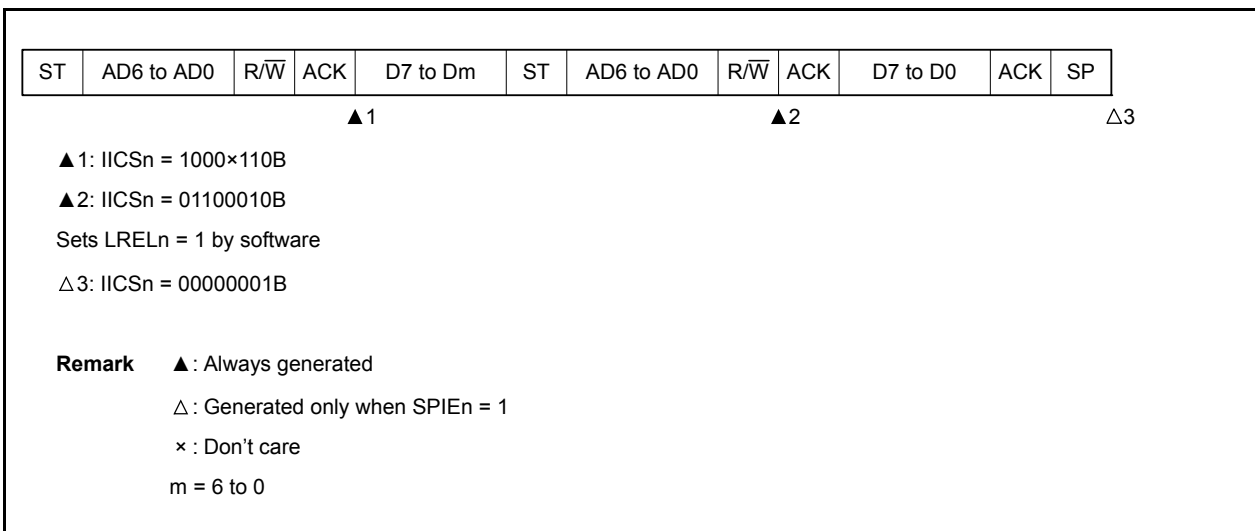 ST AD6 to AD0 R/W̅ ACK D7 to Dm ST AD6 to AD0 R/W̅ ACK D7 to D0 ACK SP
▲1 ▲2 △3
▲1: IICSn = 1000×110B
▲2: IICSn = 01100010B
Sets LRELn = 1 by software
△3: IICSn = 00000001B
Remark ▲: Always generated
△: Generated only when SPIEn = 1
×: Don't care
m = 6 to 0